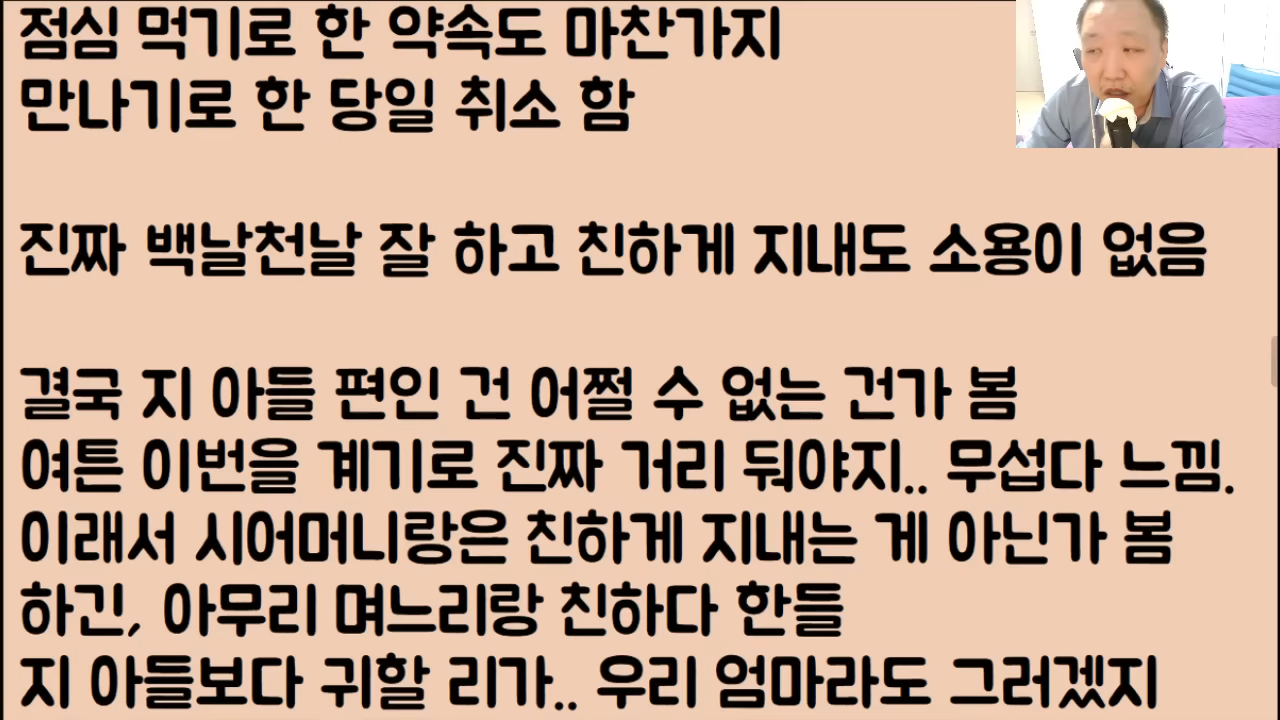 점심 먹기로 한 약속도 마찬가지
만나기로 한 당일 취소 함
진짜 백날천날 잘 하고 친하게 지내도 소용이 없음
결국 지 아들 편인 건 어쩔 수 없는 건가 봄
여튼 이번을 계기로 진짜 거리 둬야지.. 무섭다 느낌.
이래서 시어머니랑은 친하게 지내는 게 아닌가 봄
하긴, 아무리 며느리랑 친하다 한들
지 아들보다 귀할 리가.. 우리 엄마라도 그러겠지